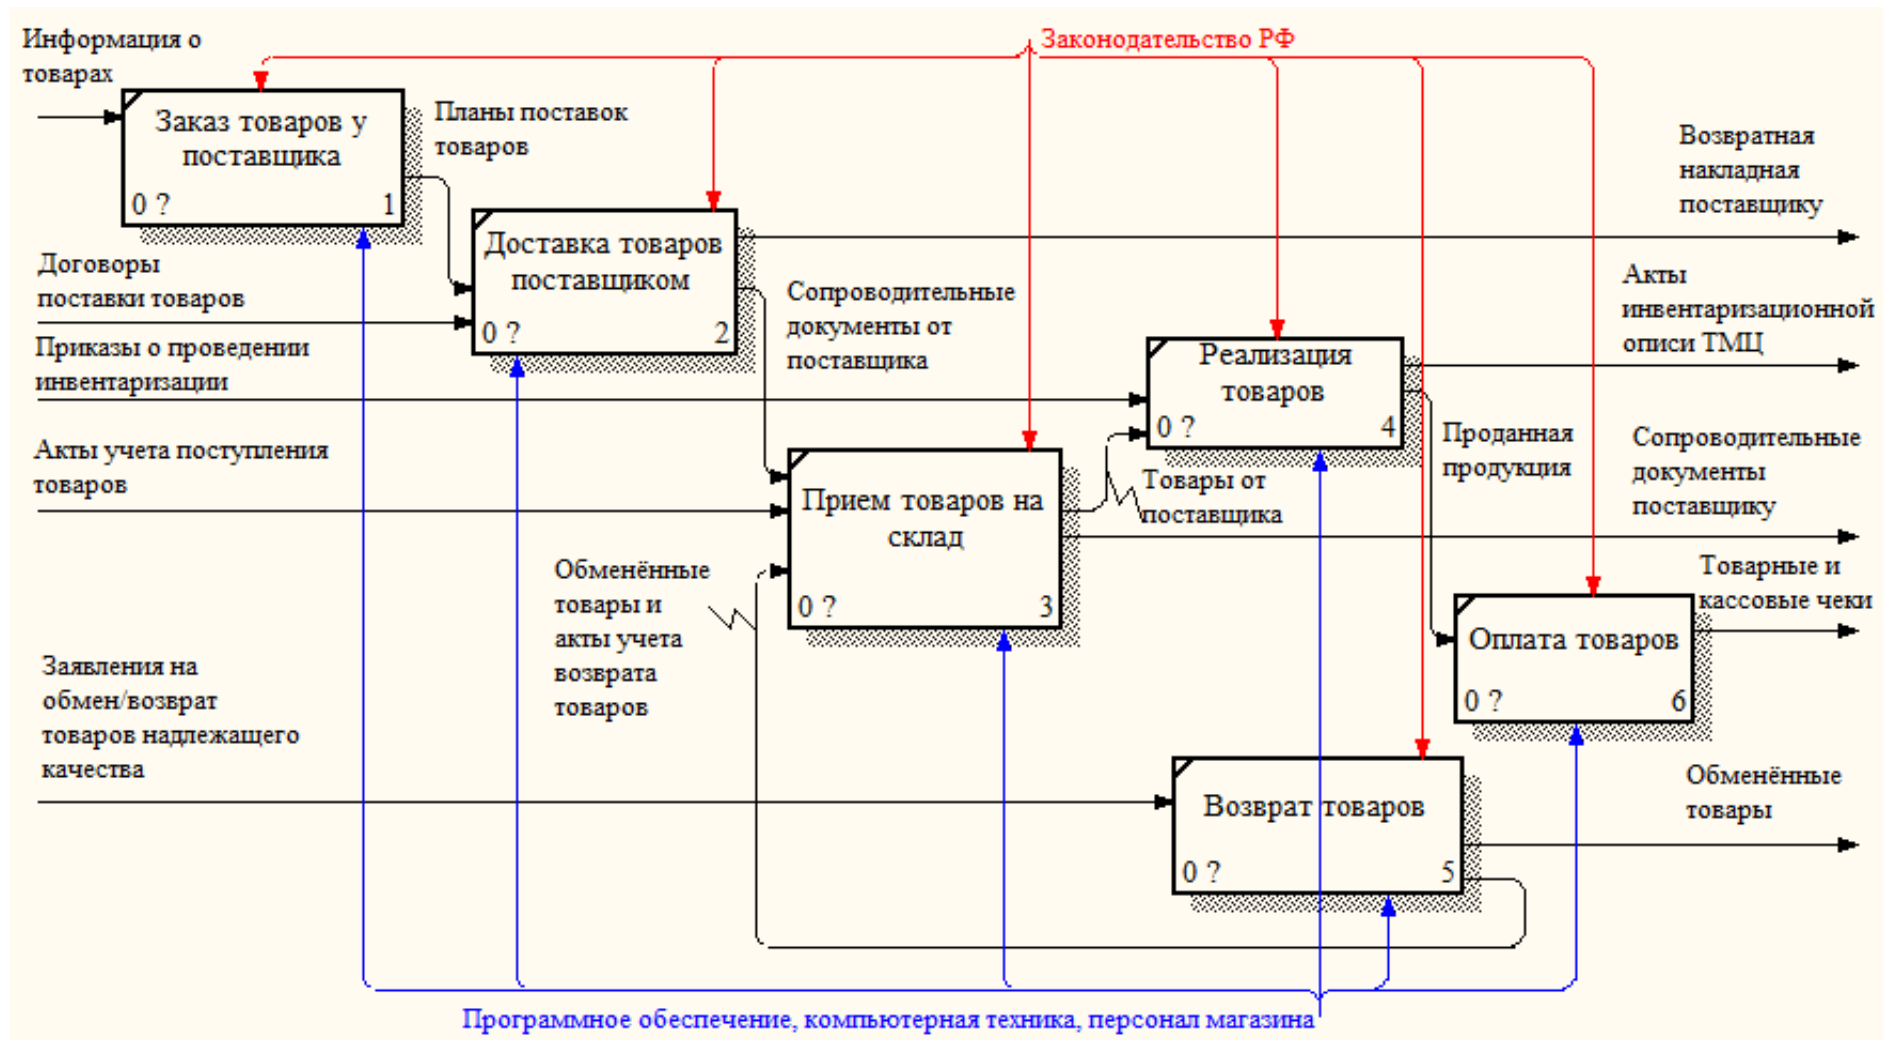 Информация о
товарах
Законодательство РФ
Заказ товаров у
поставщика
0 ?
1
Планы поставок
товаров
Возвратная
накладная
поставщику
Доставка товаров
поставщиком
0 ?
2
Договоры
поставки товаров
Сопроводительные
документы от
поставщика
Акты
инвентаризационной
описи ТМЦ
Приказы о проведении
инвентаризации
Реализация
товаров
0 ?
4
Акты учета поступления
товаров
Проданная
продукция
Сопроводительные
документы
поставщику
Товары от
поставщика
Прием товаров на
склад
0 ?
3
Обменённые
товары и
акты учета
возврата
товаров
Товарные и
кассовые чеки
Оплата товаров
0 ?
6
Заявления на
обмен/возврат
товаров надлежащего
качества
Возврат товаров
0 ?
5
Обменённые
товары
Программное обеспечение, компьютерная техника, персонал магазина